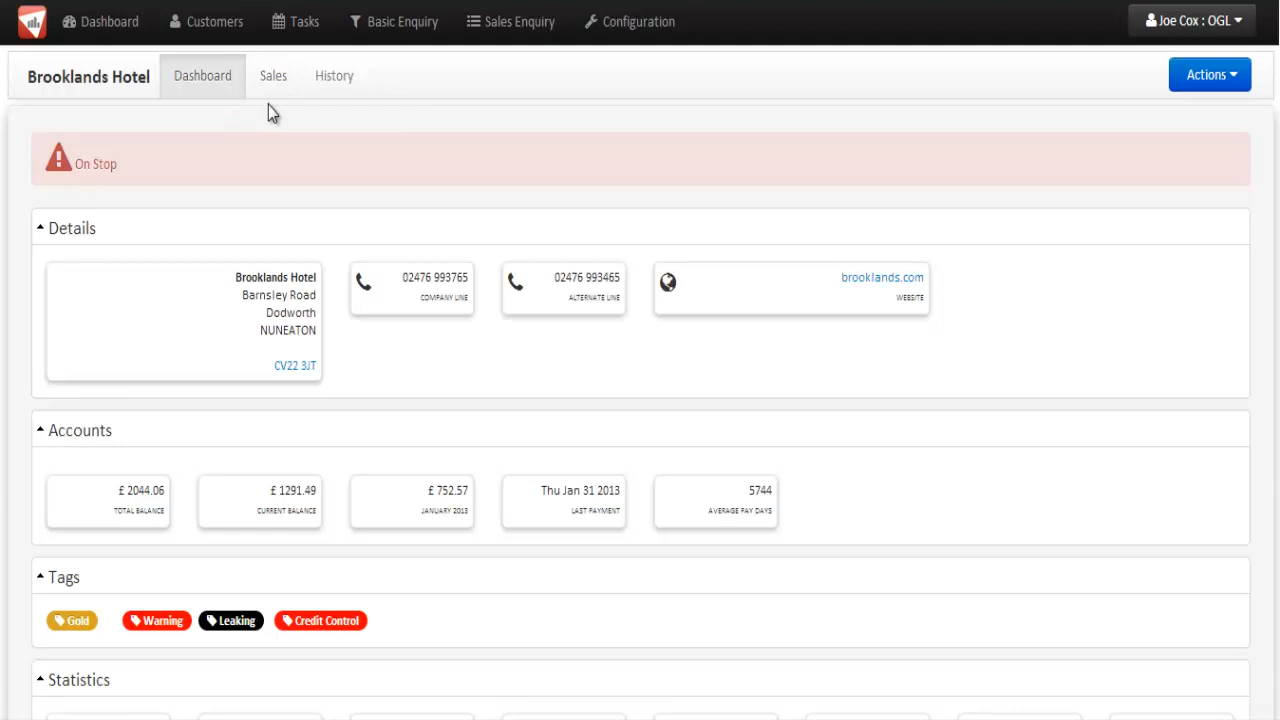 Dashboard Customers Tasks Basic Enquiry Sales Enquiry Configuration Joe Cox : OGL
Brooklands Hotel Dashboard Sales History Actions
On Stop
Details
Brooklands Hotel
Barnsley Road
Dodworth
NUNEATON
CV22 3JT
02476 993765
COMPANY LINE
02476 993465
ALTERNATE LINE
brooklands.com
WEBSITE
Accounts
£ 2044.06
TOTAL BALANCE
£ 1291.49
CURRENT BALANCE
£ 752.57
JANUARY 2013
Thu Jan 31 2013
LAST PAYMENT
5744
AVERAGE PAY DAYS
Tags
Gold Warning Leaking Credit Control
Statistics